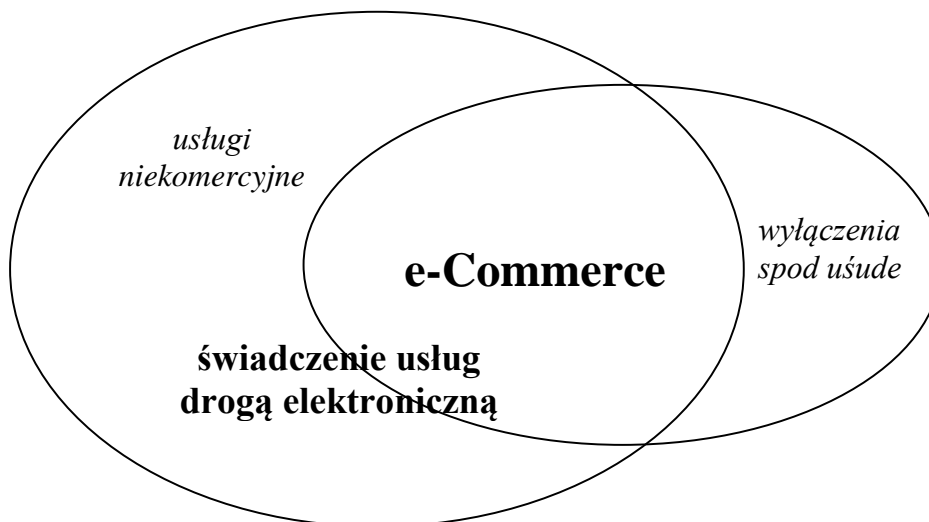 usługi
niekomercyjne
wyłączenia
spod uśude
e-Commerce
świadczenie usług
drogą elektroniczną